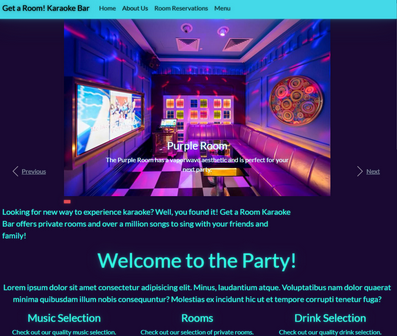 Get a Room! Karaoke Bar Home About Us Room Reservations Menu
Purple Room
The Purple Room has a vaporwave aesthetic and is perfect for your
next party.
Previous
Next
Looking for new way to experience karaoke? Well, you found it! Get a Room Karaoke
Bar offers private rooms and over a million songs to sing with your friends and
family!
Welcome to the Party!
Lorem ipsum dolor sit amet consectetur adipisicing elit. Minus, laudantium atque. Voluptatibus nam dolor quaerat
minima quibusdam illum nobis consequuntur? Molestias ex incidunt hic ut et tempore corrupti tenetur fuga?
Music Selection
Check out our quality music selection.
Rooms
Check out our selection of private rooms.
Drink Selection
Check out our quality drink selection.